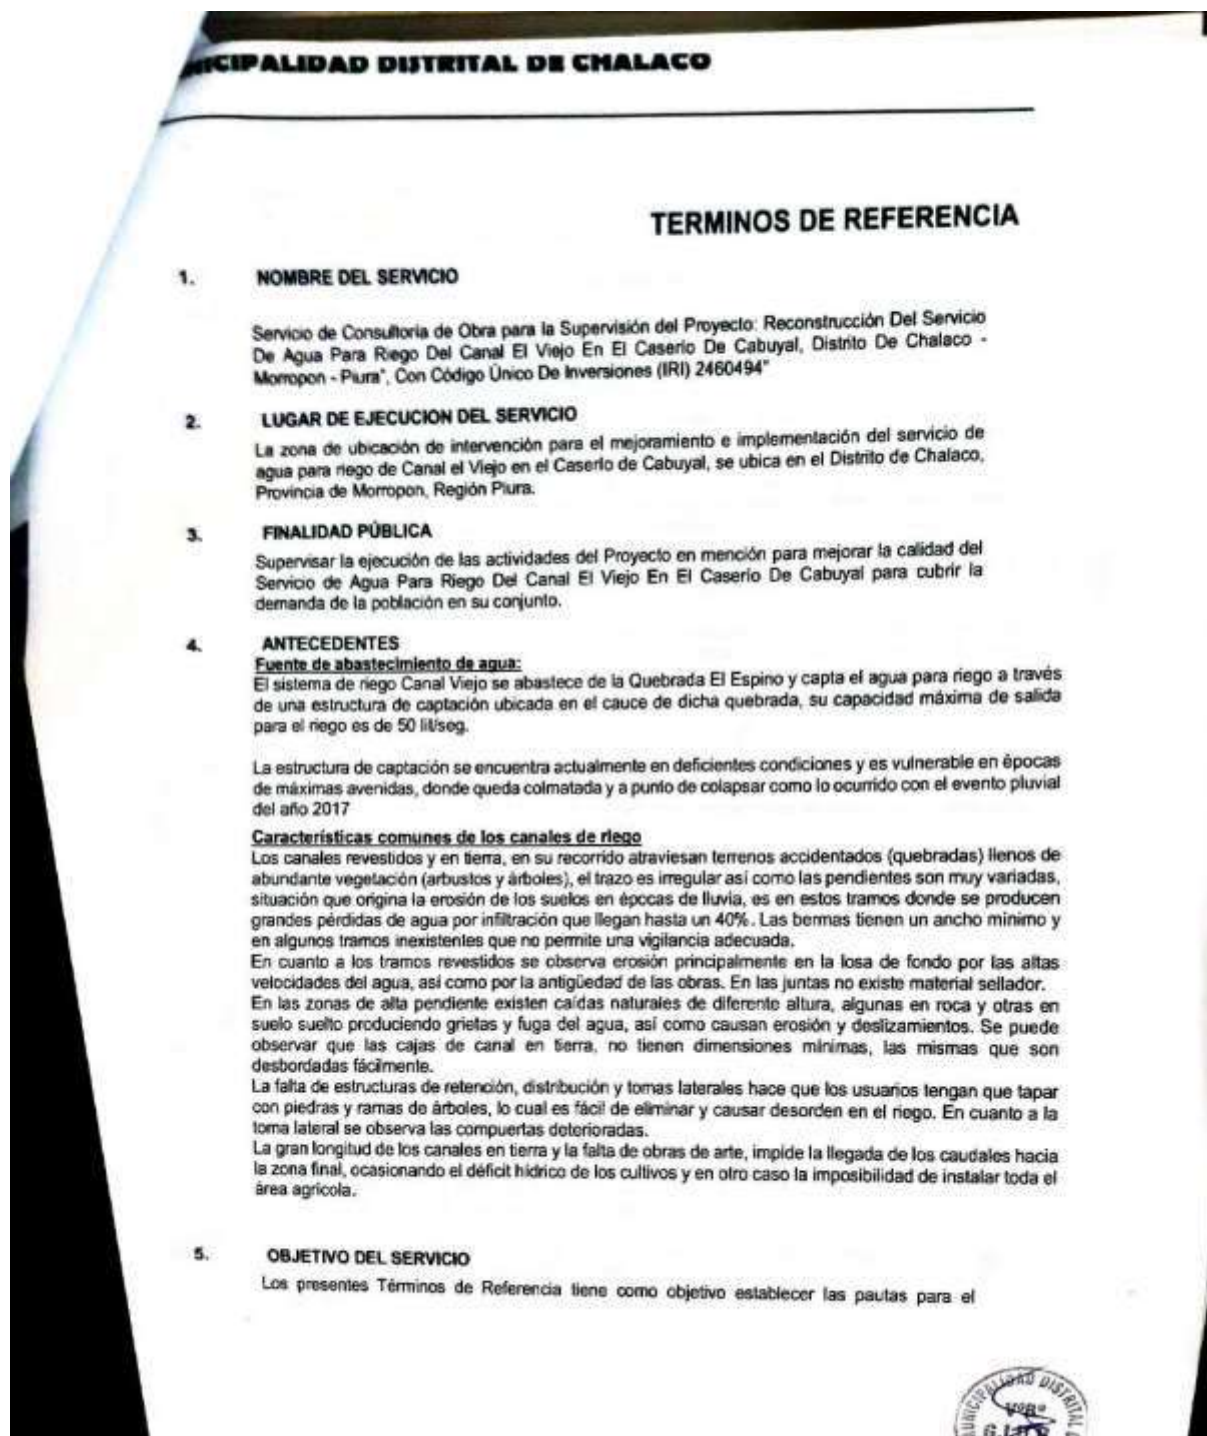 NICIPALIDAD DISTRITAL DE CHALACO
TERMINOS DE REFERENCIA
1. NOMBRE DEL SERVICIO
Servicio de Consultoria de Obra para la Supervisión del Proyecto: Reconstrucción Del Servicio
De Agua Para Riego Del Canal El Viejo En El Caserio De Cabuyal, Distrito De Chalaco -
Morropon - Piura", Con Código Único De Inversiones (IRI) 2460494"
2. LUGAR DE EJECUCION DEL SERVICIO
La zona de ubicación de intervención para el mejoramiento e implementación del servicio de
agua para riego de Canal el Viejo en el Caserío de Cabuyal, se ubica en el Distrito de Chalaco,
Provincia de Morropon, Región Piura.
3. FINALIDAD PÚBLICA
Supervisar la ejecución de las actividades del Proyecto en mención para mejorar la calidad del
Servicio de Agua Para Riego Del Canal El Viejo En El Caserio De Cabuyal para cubrir la
demanda de la población en su conjunto.
4. ANTECEDENTES
Fuente de abastecimiento de agua:
El sistema de riego Canal Viejo se abastece de la Quebrada El Espino y capta el agua para riego a través
de una estructura de captación ubicada en el cauce de dicha quebrada, su capacidad máxima de salida
para el riego es de 50 lit/seg.
La estructura de captación se encuentra actualmente en deficientes condiciones y es vulnerable en épocas
de máximas avenidas, donde queda colmatada y a punto de colapsar como lo ocurrido con el evento pluvial
del año 2017
Características comunes de los canales de riego
Los canales revestidos y en tierra, en su recorrido atraviesan terrenos accidentados (quebradas) llenos de
abundante vegetación (arbustos y árboles), el trazo es irregular así como las pendientes son muy variadas,
situación que origina la erosión de los suelos en épocas de lluvia, es en estos tramos donde se producen
grandes pérdidas de agua por infiltración que llegan hasta un 40%. Las bermas tienen un ancho mínimo y
en algunos tramos inexistentes que no permite una vigilancia adecuada.
En cuanto a los tramos revestidos se observa erosión principalmente en la losa de fondo por las altas
velocidades del agua, así como por la antigüedad de las obras. En las juntas no existe material sellador.
En las zonas de alta pendiente existen caídas naturales de diferente altura, algunas en roca y otras en
suelo suelto produciendo grietas y fuga del agua, así como causan erosión y deslizamientos. Se puede
observar que las cajas de canal en tierra, no tienen dimensiones mínimas, las mismas que son
desbordadas fácilmente.
La falta de estructuras de retención, distribución y tomas laterales hace que los usuarios tengan que tapar
con piedras y ramas de árboles, lo cual es fácil de eliminar y causar desorden en el riego. En cuanto a la
toma lateral se observa las compuertas deterioradas.
La gran longitud de los canales en tierra y la falta de obras de arte, impide la llegada de los caudales hacia
la zona final, ocasionando el déficit hídrico de los cultivos y en otro caso la imposibilidad de instalar toda el
área agrícola.
5. OBJETIVO DEL SERVICIO
Los presentes Términos de Referencia tiene como objetivo establecer las pautas para el
MUNICIPALIDAD DISTRITAL
VºBº